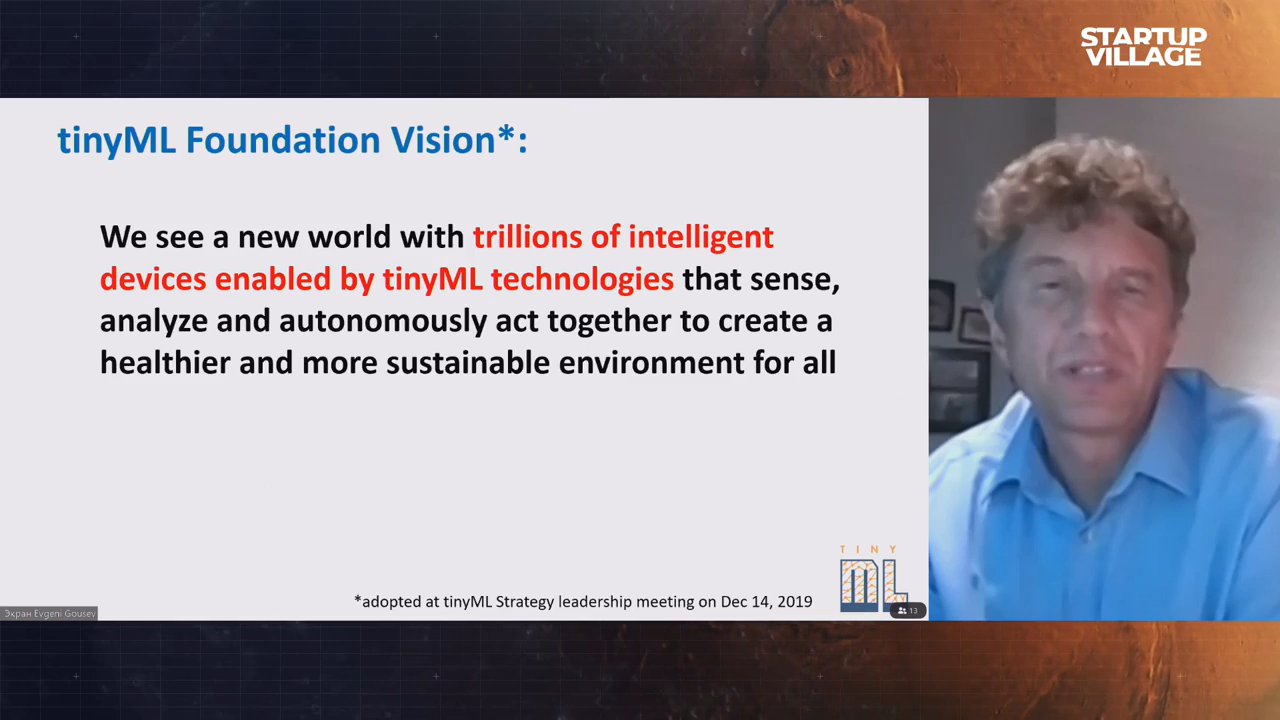 STARTUP
VILLAGE
tinyML Foundation Vision*:
We see a new world with trillions of intelligent
devices enabled by tinyML technologies that sense,
analyze and autonomously act together to create a
healthier and more sustainable environment for all
TINY
ML
*adopted at tinyML Strategy leadership meeting on Dec 14, 2019
13
Экран Evgeni Gousev